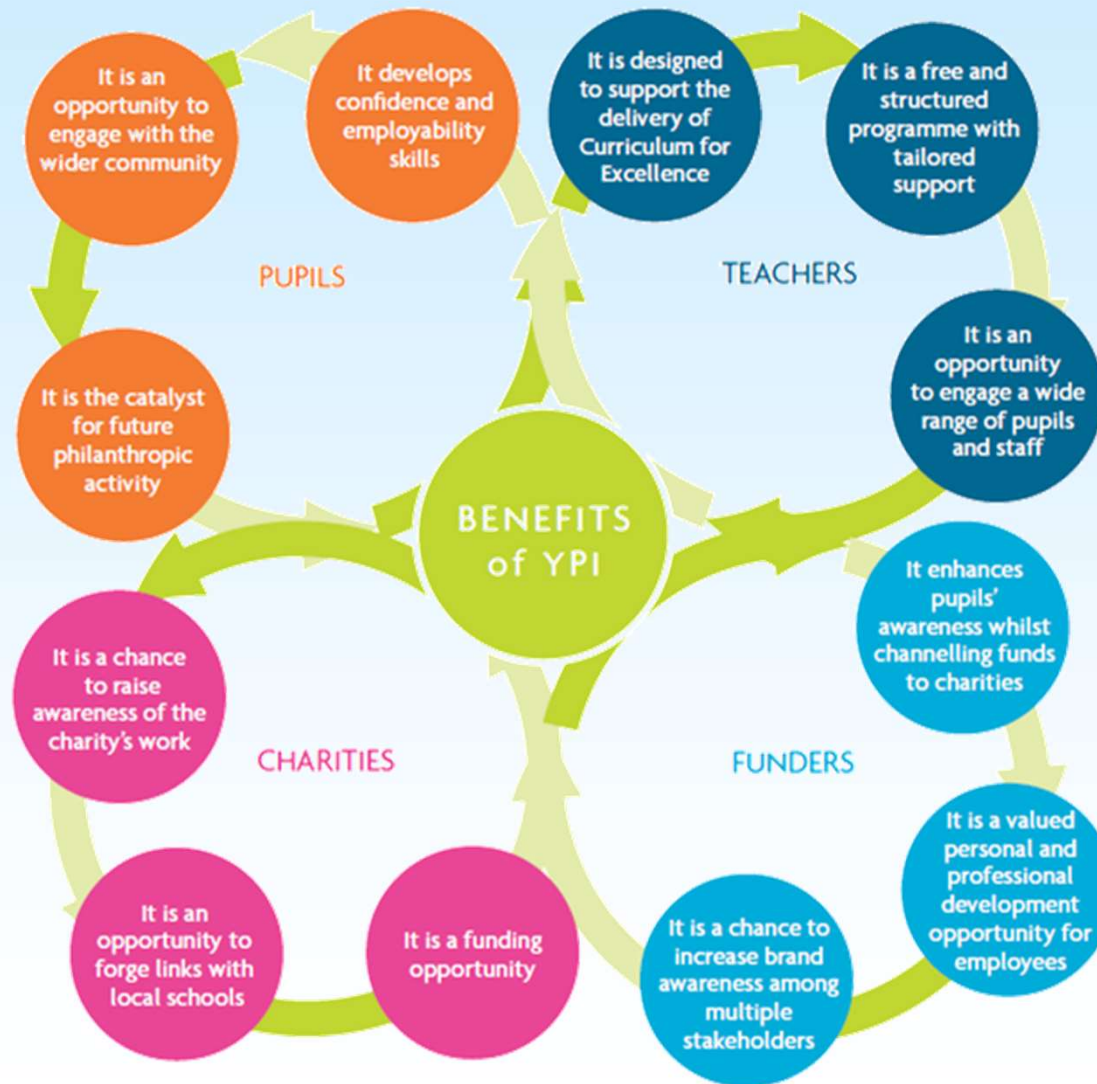 It is an
opportunity to
engage with the
wider community
It develops
confidence and
employability
skills
It is designed
to support the
delivery of
Curriculum for
Excellence
It is a free and
structured
programme with
tailored
support
PUPILS
TEACHERS
It is the catalyst
for future
philanthropic
activity
It is an
opportunity
to engage a wide
range of pupils
and staff
BENEFITS
of YPI
It is a chance
to raise
awareness of the
charity's work
It enhances
pupils'
awareness whilst
channelling funds
to charities
CHARITIES
FUNDERS
It is an
opportunity to
forge links with
local schools
It is a funding
opportunity
It is a chance to
increase brand
awareness among
multiple
stakeholders
It is a valued
personal and
professional
development
opportunity for
employees